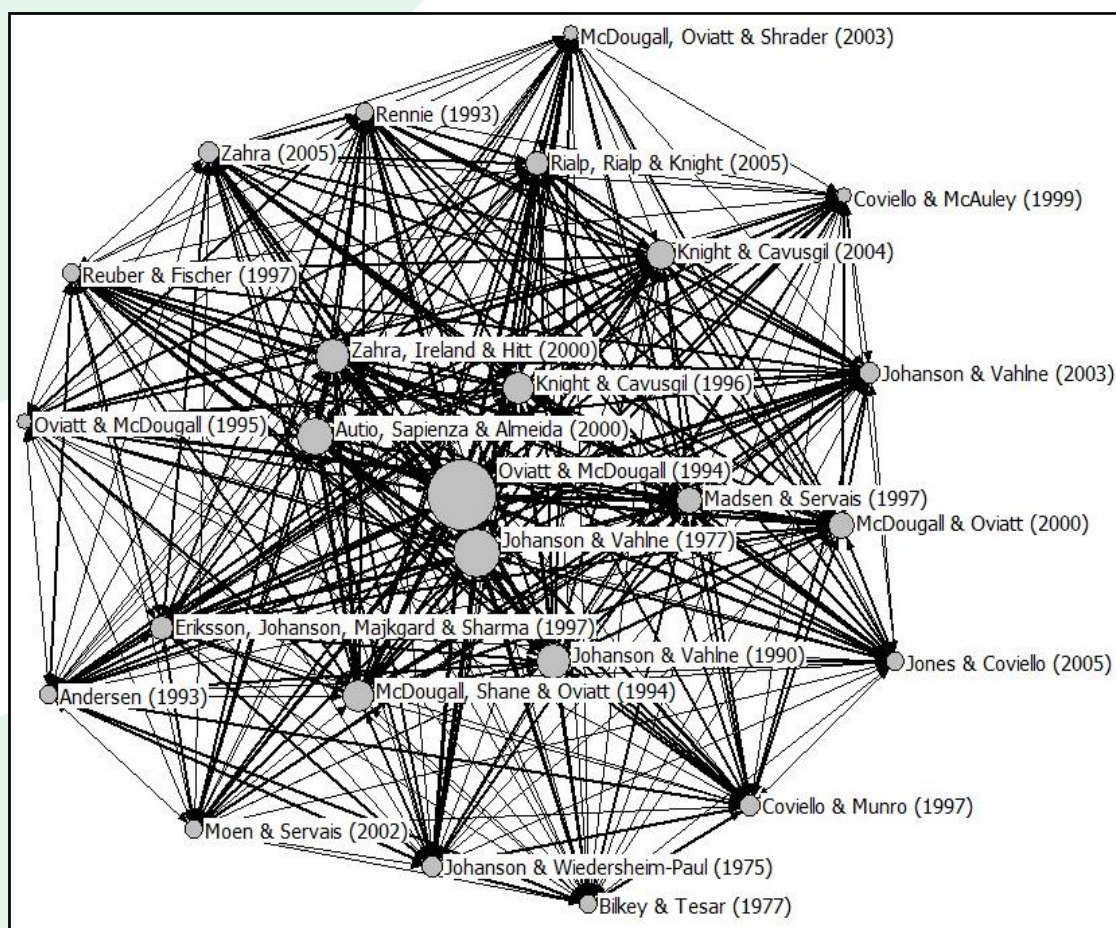 McDougall, Oviatt & Shrader (2003)
Rennie (1993)
Zahra (2005)
Rialp, Rialp & Knight (2005)
Coviello & McAuley (1999)
Knight & Cavusgil (2004)
Reuber & Fischer (1997)
Zahra, Ireland & Hitt (2000)
Johanson & Vahlne (2003)
Knight & Cavusgil (1996)
Oviatt & McDougall (1995)
Autio, Sapienza & Almeida (2000)
Oviatt & McDougall (1994)
Madsen & Servais (1997)
McDougall & Oviatt (2000)
Johanson & Vahlne (1977)
Eriksson, Johanson, Majkgard & Sharma (1997)
Johanson & Vahlne (1990)
Jones & Coviello (2005)
McDougall, Shane & Oviatt (1994)
Andersen (1993)
Coviello & Munro (1997)
Moen & Servais (2002)
Johanson & Wiedersheim-Paul (1975)
Bilkey & Tesar (1977)